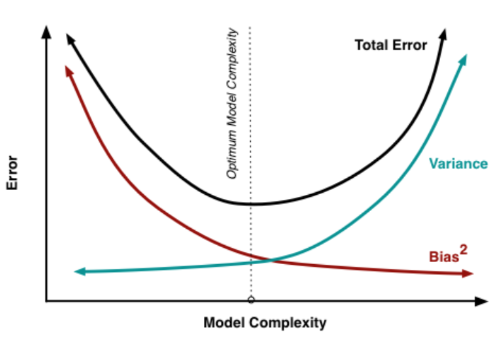 Total Error
Optimum Model Complexity
Error
Variance
Bias²
Model Complexity